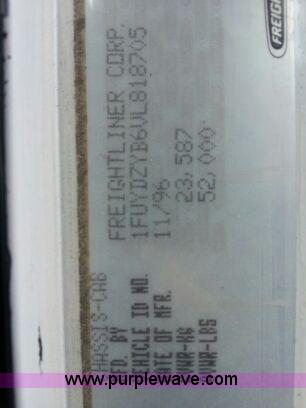 FREIGHTLINER
CHASSIS-CAB
MFD. BY FREIGHTLINER CORP.
VEHICLE ID NO. 1FUYDZYB6VL818705
DATE OF MFR. 11/96
GVWR-KG 23,587
GVWR-LBS 52,000
www.purplewave.com